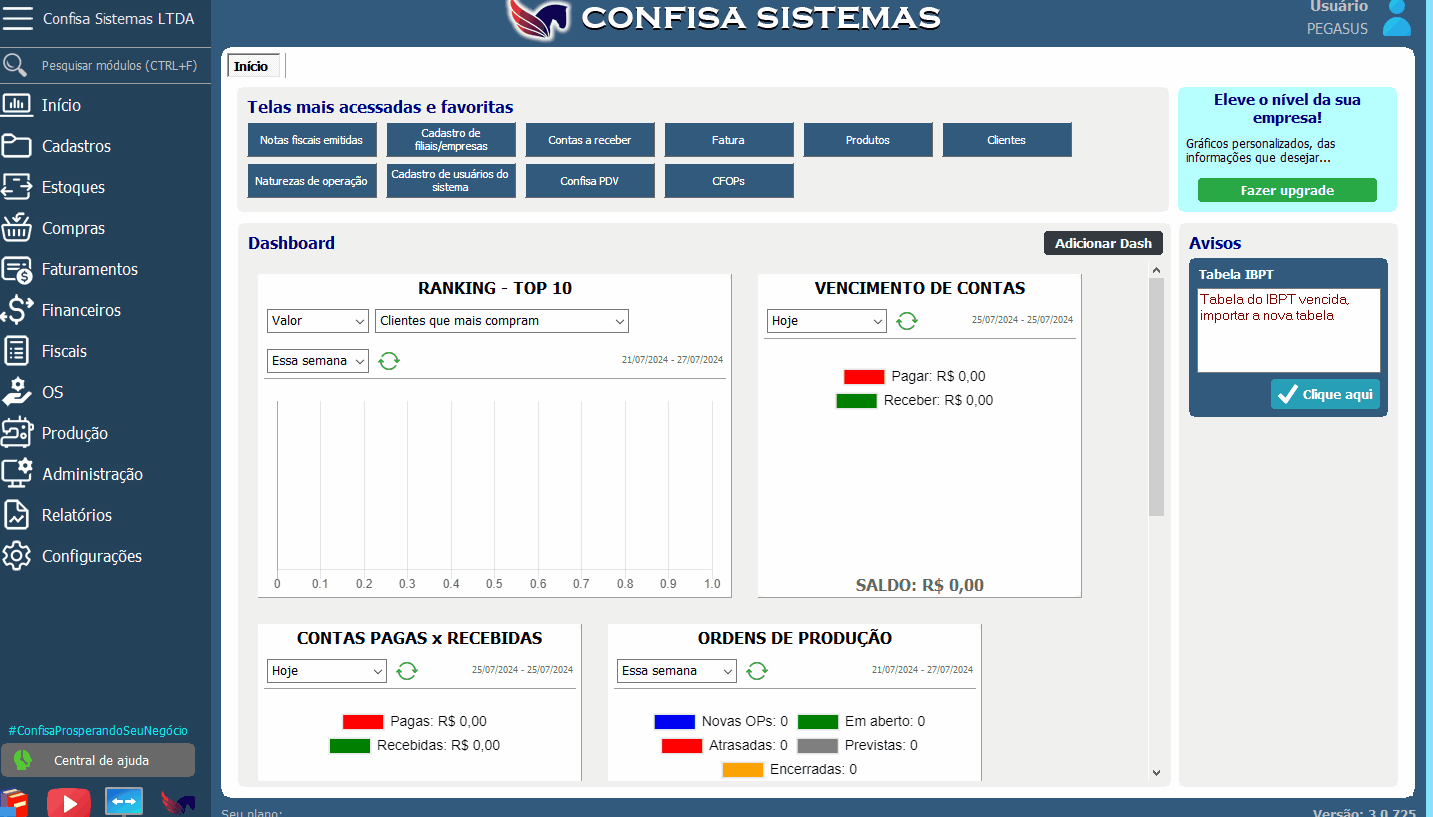 Confisa Sistemas LTDA
Pesquisar módulos (CTRL+F)
Início
Cadastros
Estoques
Compras
Faturamentos
Financeiros
Fiscais
OS
Produção
Administração
Relatórios
Configurações
#ConfisaProsperandoSeuNegócio
Central de ajuda
CONFISA SISTEMAS
Usuário
PEGASUS
Início
Telas mais acessadas e favoritas
Notas fiscais emitidas
Cadastro de
filiais/empresas
Contas a receber
Fatura
Produtos
Clientes
Naturezas de operação
Cadastro de usuários do
sistema
Confisa PDV
CFOPs
Eleve o nível da sua
empresa!
Gráficos personalizados, das
informações que desejar...
Fazer upgrade
Dashboard
Adicionar Dash
RANKING - TOP 10
Valor
Clientes que mais compram
Essa semana
21/07/2024 - 27/07/2024
0 0.1 0.2 0.3 0.4 0.5 0.6 0.7 0.8 0.9 1.0
VENCIMENTO DE CONTAS
Hoje
25/07/2024 - 25/07/2024
Pagar: R$ 0,00
Receber: R$ 0,00
SALDO: R$ 0,00
CONTAS PAGAS x RECEBIDAS
Hoje
25/07/2024 - 25/07/2024
Pagas: R$ 0,00
Recebidas: R$ 0,00
ORDENS DE PRODUÇÃO
Essa semana
21/07/2024 - 27/07/2024
Novas OPs: 0 Em aberto: 0
Atrasadas: 0 Previstas: 0
Encerradas: 0
Avisos
Tabela IBPT
Tabela do IBPT vencida,
importar a nova tabela
Clique aqui
Seu plano:
Versão: 3.0.725